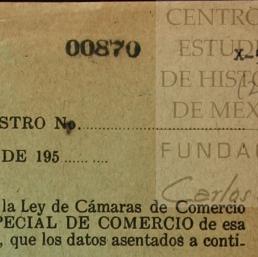 CENTRO
00870
ESTUD
X-
DE HISTO
DE MÉX
STRO No.
DE 195
FUNDAC
Carlos
la Ley de Cámaras de Comercio
PECIAL DE COMERCIO de esa
, que los datos asentados a conti-